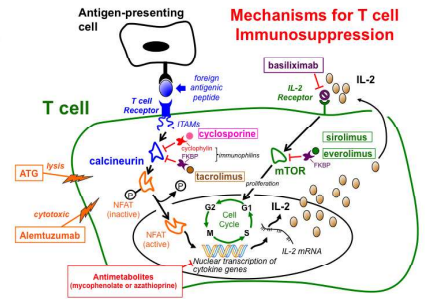 Antigen-presenting
cell
Mechanisms for T cell
Immunosuppression
basiliximab
IL-2
IL-2
Receptor
foreign
antigenic
peptide
T cell
Receptor
T cell
ITAMs
cyclosporine
cyclophylin
FKBP
immunophilins
calcineurin
tacrolimus
sirolimus
everolimus
FKBP
mTOR
proliferation
lysis
ATG
cytotoxic
Alemtuzumab
P
P
NFAT
(inactive)
NFAT
(active)
G2
G1
Cell
Cycle
M
S
IL-2
IL-2 mRNA
Nuclear transcription of
cytokine genes
Antimetabolites
(mycophenolate or azathioprine)